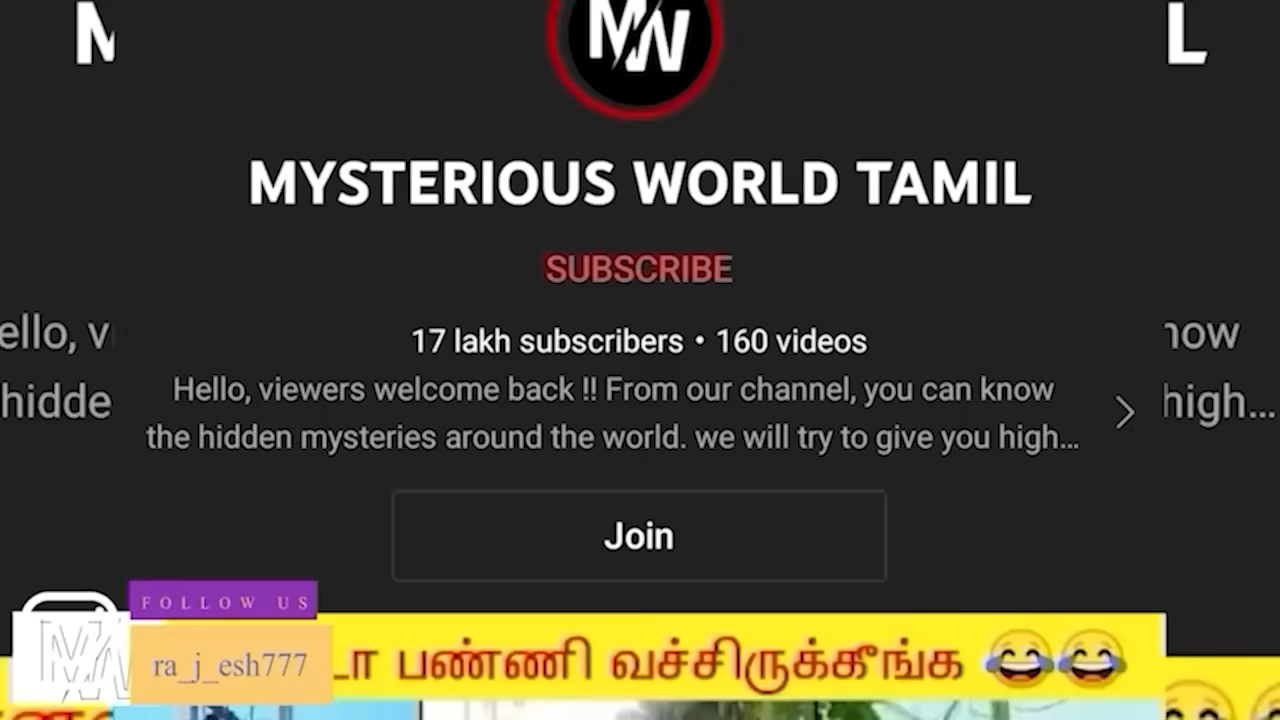 MW
MYSTERIOUS WORLD TAMIL
SUBSCRIBE
17 lakh subscribers • 160 videos
Hello, viewers welcome back !! From our channel, you can know
the hidden mysteries around the world. we will try to give you high...
Join
FOLLOW US
ra_j_esh777
டா பண்ணி வச்சிருக்கீங்க 😂😂